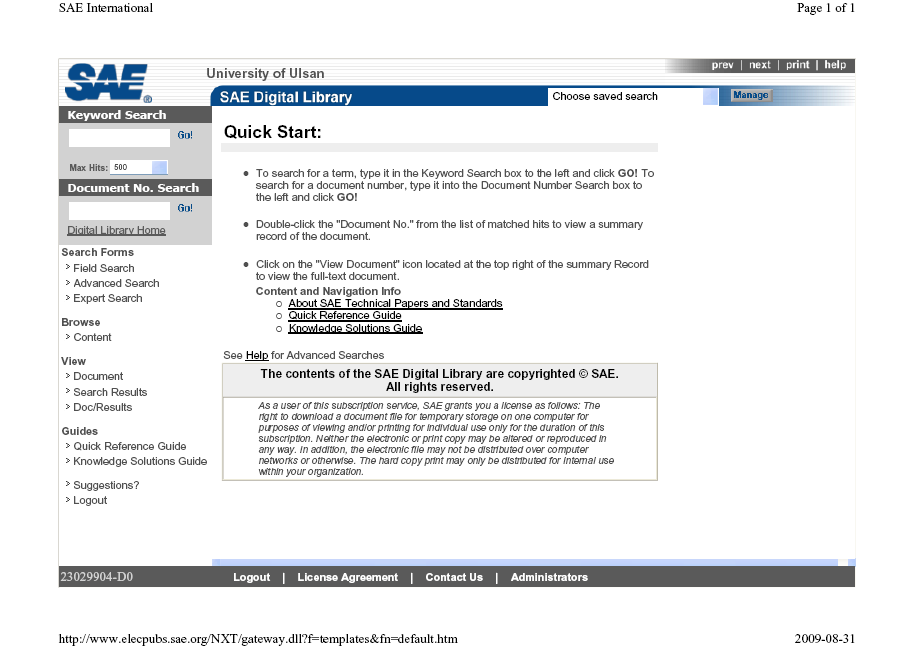 SAE International
Page 1 of 1
prev | next | print | help
SAE®
University of Ulsan
SAE Digital Library
Choose saved search
Manage
Keyword Search
Go!
Max Hits: 500
Document No. Search
Go!
Digital Library Home
Search Forms
> Field Search
> Advanced Search
> Expert Search
Browse
> Content
View
> Document
> Search Results
> Doc/Results
Guides
> Quick Reference Guide
> Knowledge Solutions Guide
> Suggestions?
> Logout
Quick Start:
● To search for a term, type it in the Keyword Search box to the left and click GO! To
search for a document number, type it into the Document Number Search box to
the left and click GO!
● Double-click the "Document No." from the list of matched hits to view a summary
record of the document.
● Click on the "View Document" icon located at the top right of the summary Record
to view the full-text document.
Content and Navigation Info
○ About SAE Technical Papers and Standards
○ Quick Reference Guide
○ Knowledge Solutions Guide
See Help for Advanced Searches
The contents of the SAE Digital Library are copyrighted © SAE.
All rights reserved.
As a user of this subscription service, SAE grants you a license as follows: The
right to download a document file for temporary storage on one computer for
purposes of viewing and/or printing for individual use only for the duration of this
subscription. Neither the electronic or print copy may be altered or reproduced in
any way. In addition, the electronic file may not be distributed over computer
networks or otherwise. The hard copy print may only be distributed for internal use
within your organization.
23029904-D0
Logout | License Agreement | Contact Us | Administrators
http://www.elecpubs.sae.org/NXT/gateway.dll?f=templates&fn=default.htm
2009-08-31